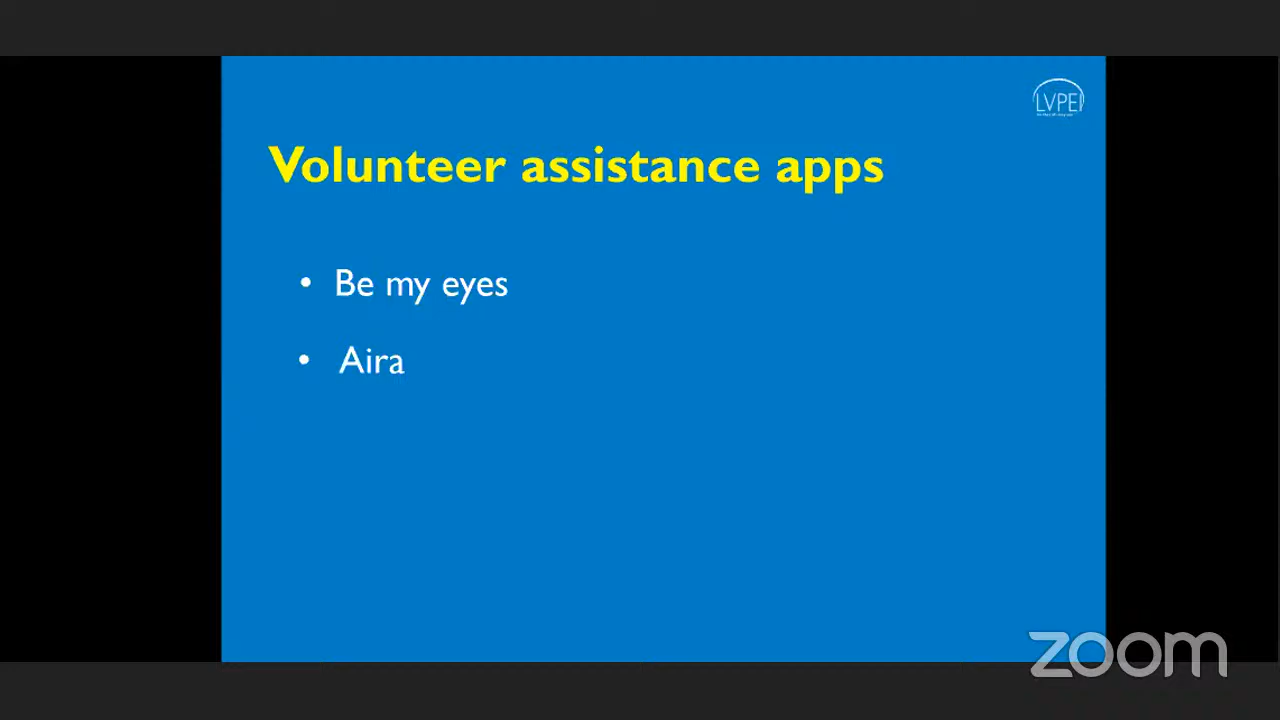 LVPEI
Volunteer assistance apps
• Be my eyes
• Aira
zoom